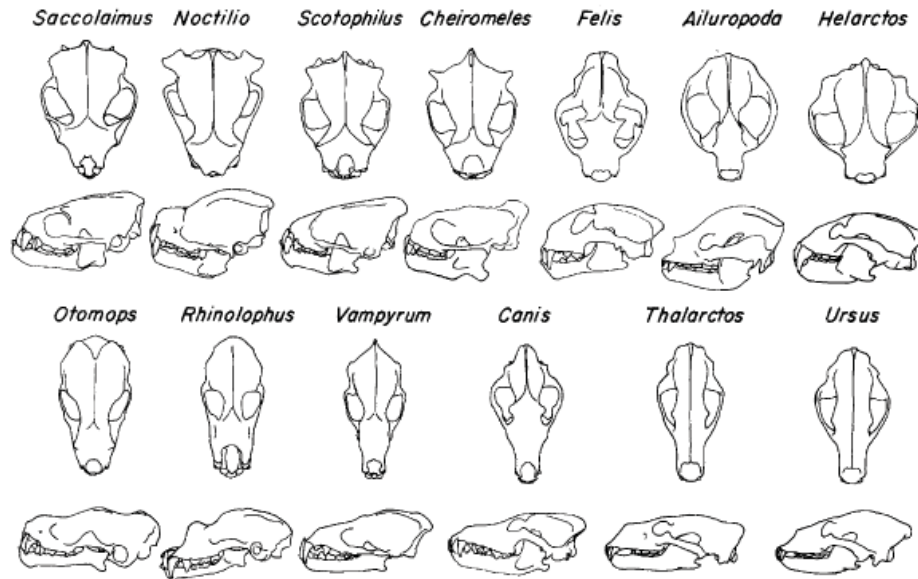 Saccolaimus Noctilio Scotophilus Cheiromeles Felis Ailuropoda Helarctos
Otomops Rhinolophus Vampyrum Canis Thalarctos Ursus